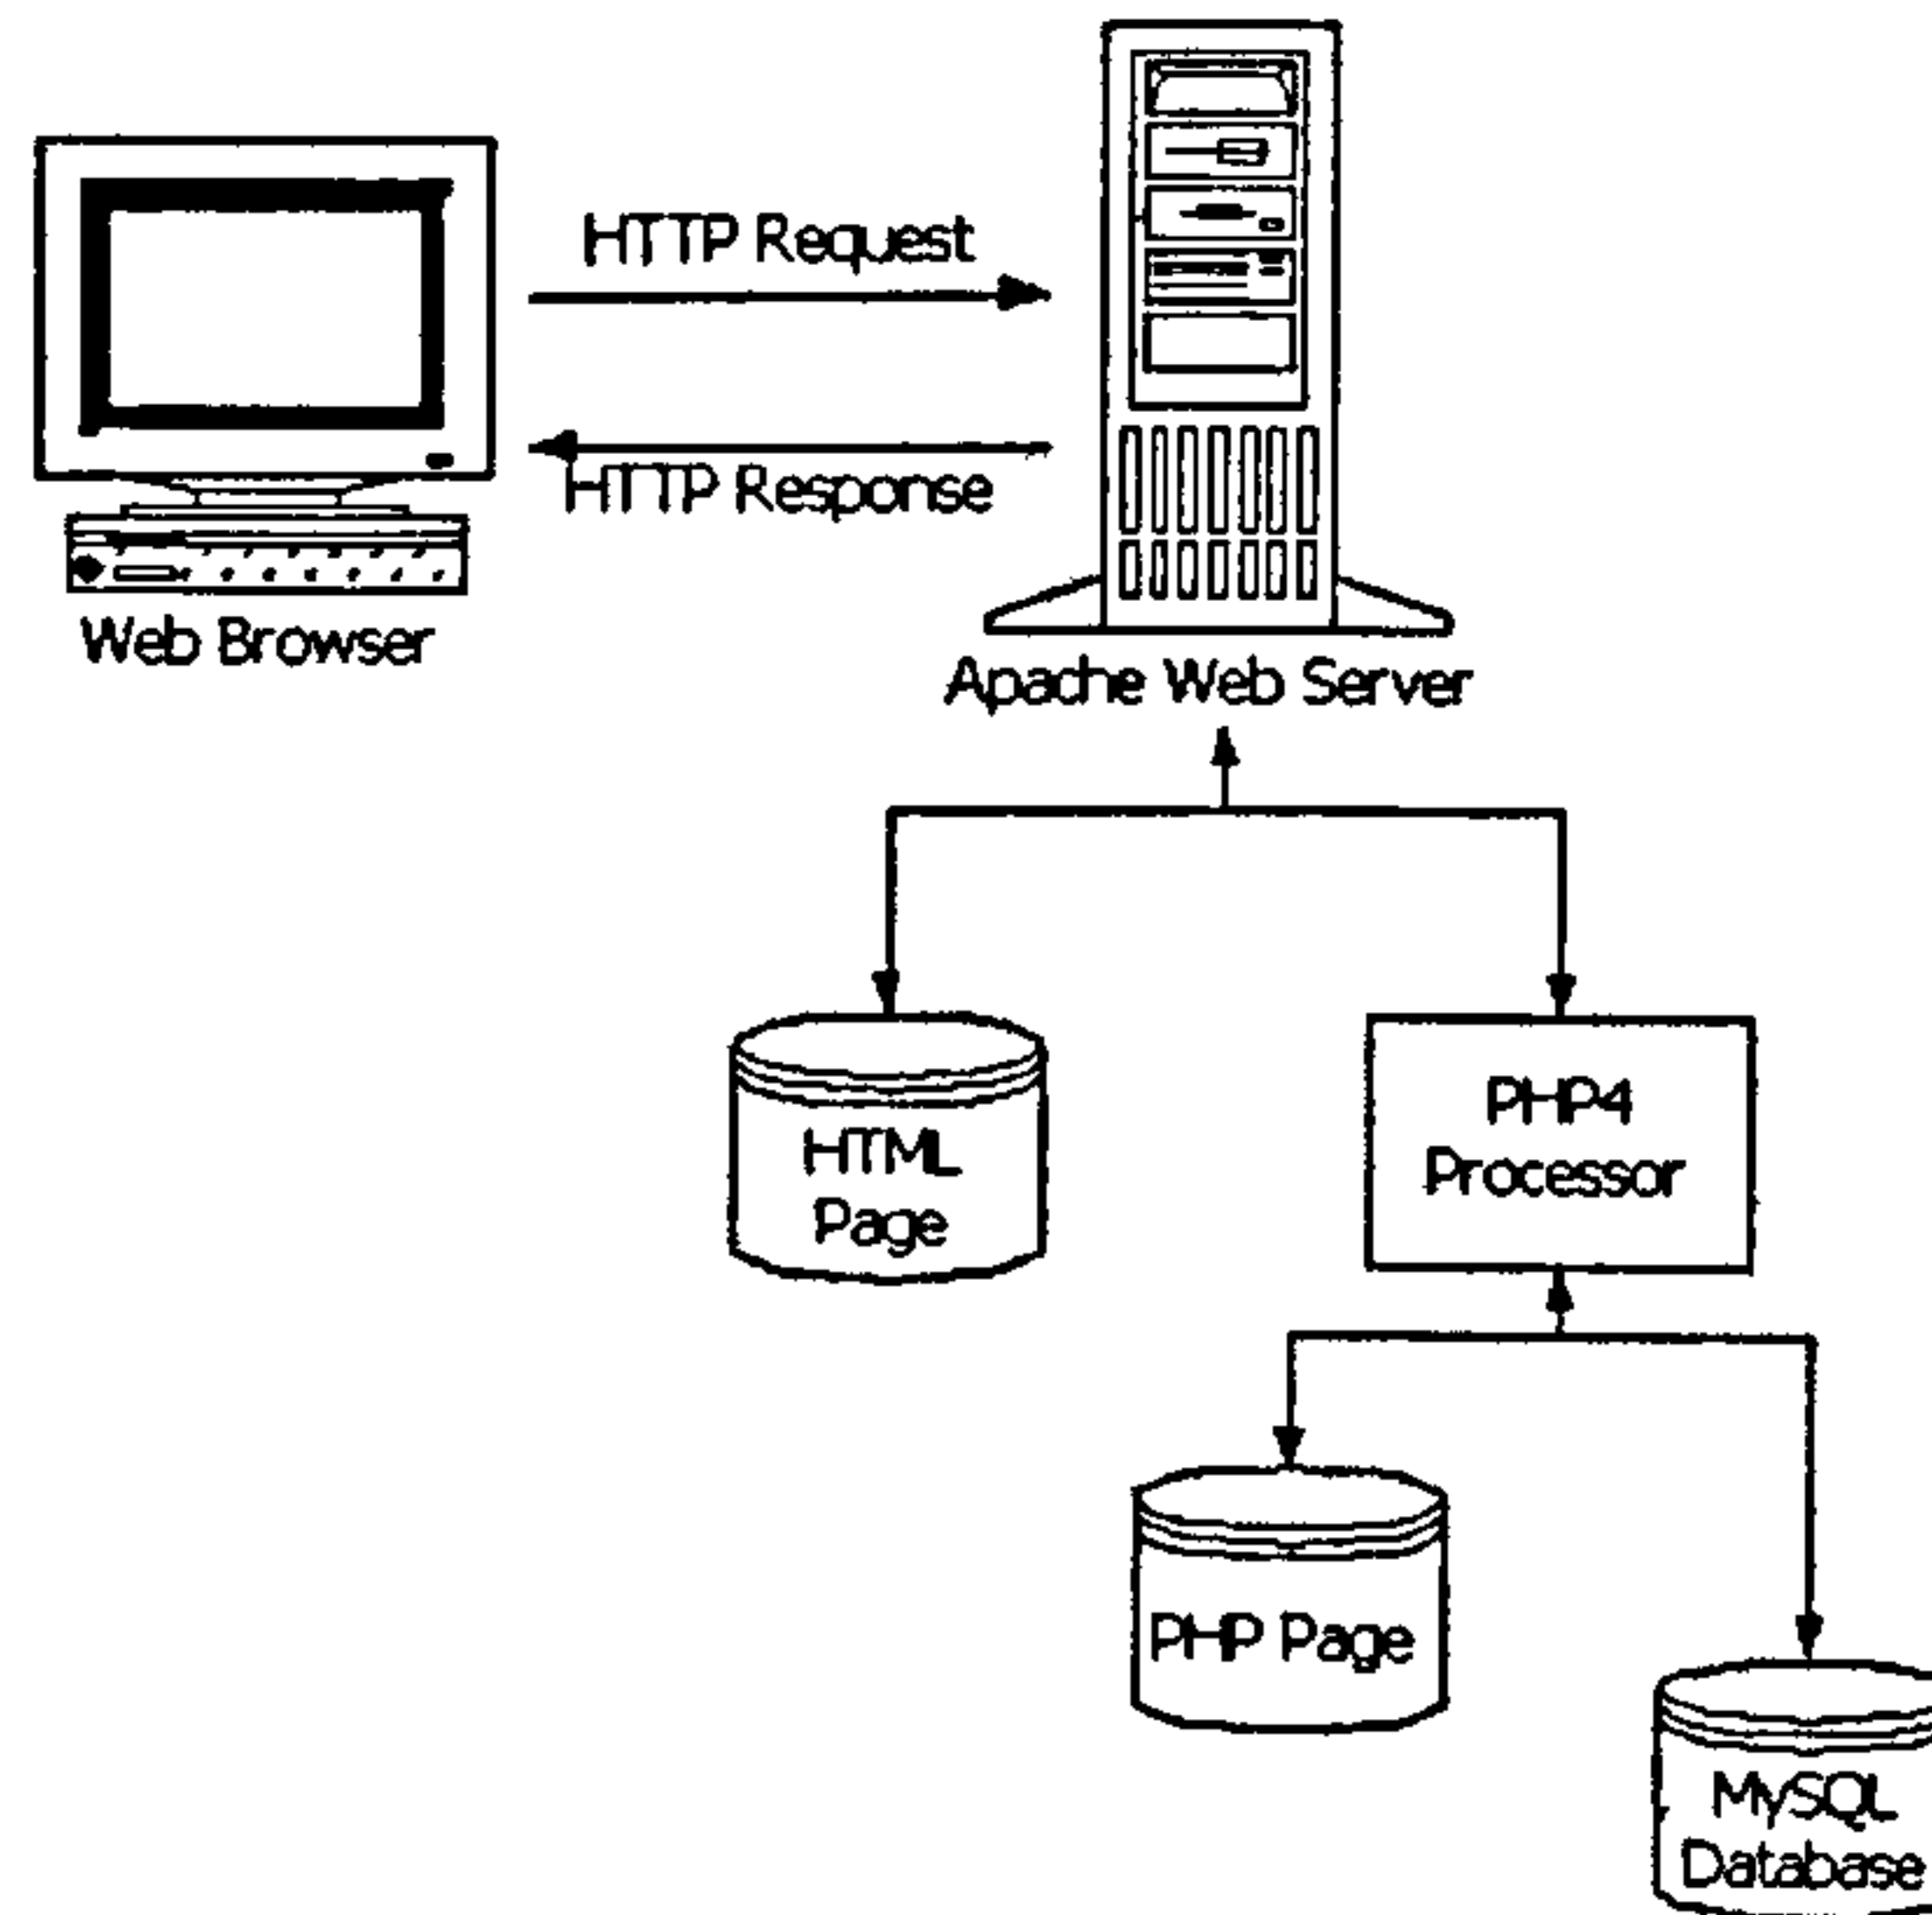 HTTP Request
HTTP Response
Web Browser
Apache Web Server
HTML
Page
PHP4
Processor
PHP Page
MySQL
Database